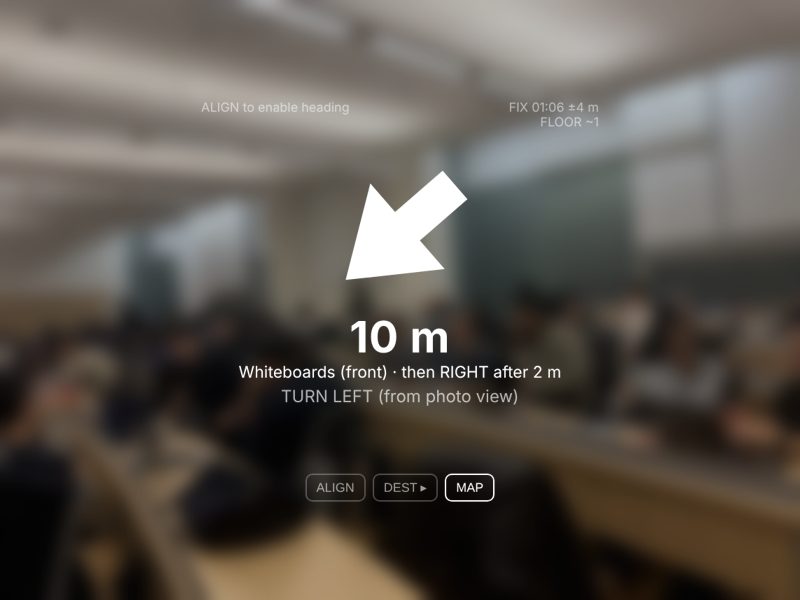 ALIGN to enable heading
FIX 01:06 ±4 m
FLOOR ~1
10 m
Whiteboards (front) · then RIGHT after 2 m
TURN LEFT (from photo view)
ALIGN
DEST ▸
MAP